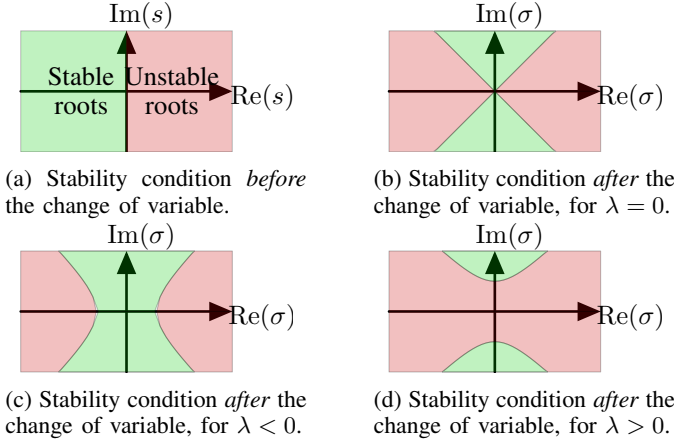 Im(s)
Im(σ)
Stable Unstable
roots roots
Re(s)
Re(σ)
(a) Stability condition before
the change of variable.
(b) Stability condition after the
change of variable, for λ = 0.
Im(σ)
Im(σ)
Re(σ)
Re(σ)
(c) Stability condition after the
change of variable, for λ < 0.
(d) Stability condition after the
change of variable, for λ > 0.